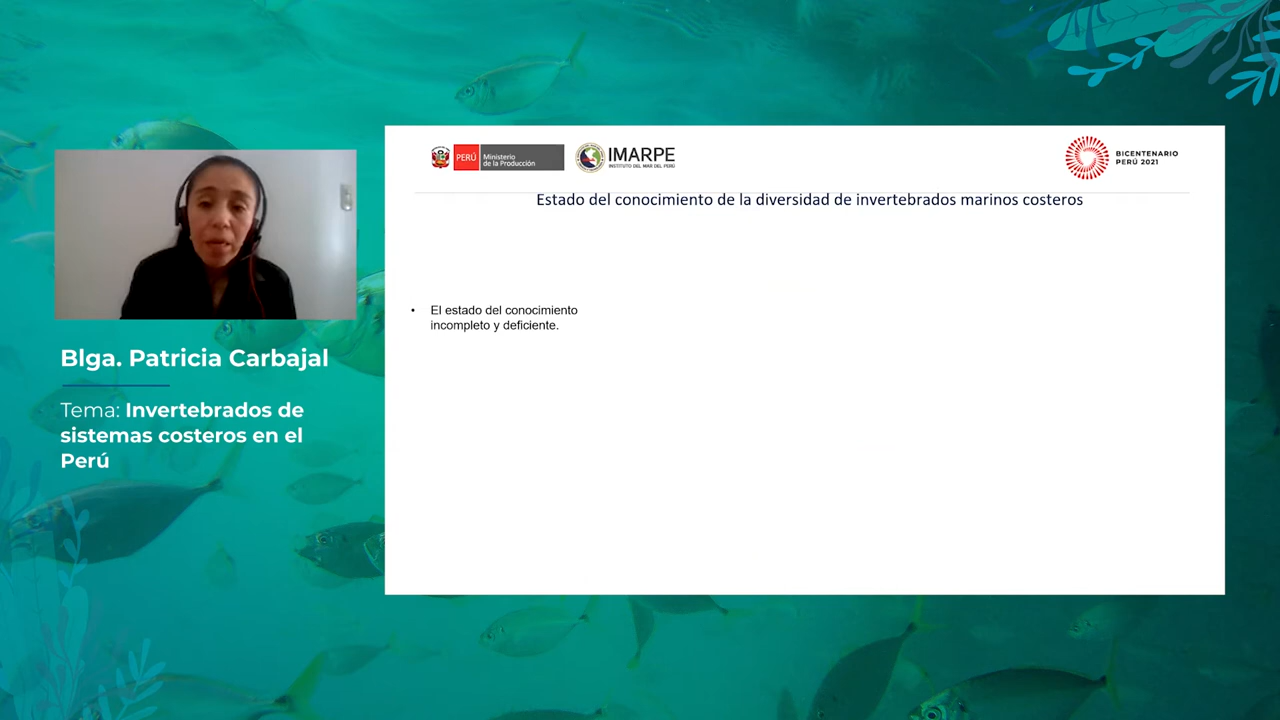 PERÚ
Ministerio
de la Producción
IMARPE
INSTITUTO DEL MAR DEL PERÚ
BICENTENARIO
PERÚ 2021
Estado del conocimiento de la diversidad de invertebrados marinos costeros
• El estado del conocimiento
incompleto y deficiente.
Blga. Patricia Carbajal
Tema: Invertebrados de
sistemas costeros en el
Perú